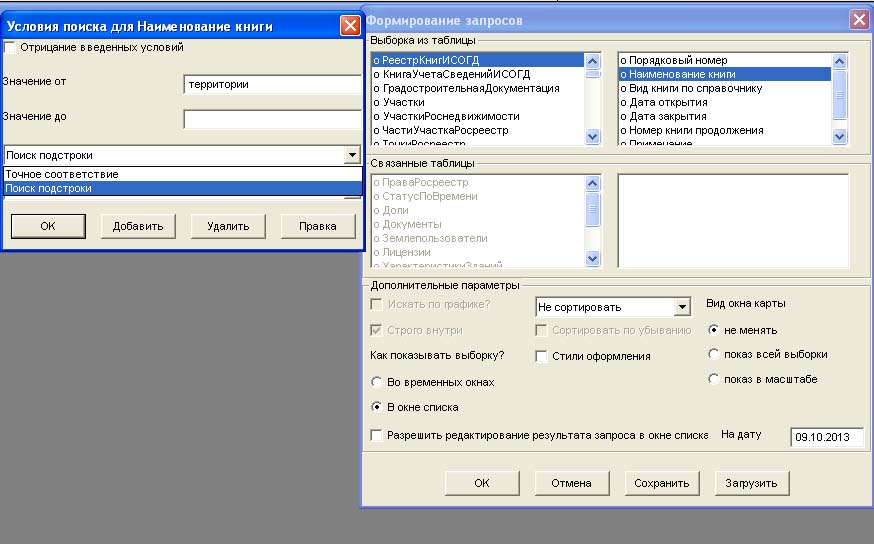 Условия поиска для Наименование книги
Отрицание введенных условий
Значение от
территории
Значение до
Поиск подстроки
Точное соответствие
Поиск подстроки
ОК
Добавить
Удалить
Правка
Формирование запросов
Выборка из таблицы
о РеестрКнигИСОГД
о КнигаУчетаСведенийИСОГД
о ГрадостроительнаяДокументация
о Участки
о УчасткиРоснедвижимости
о ЧастиУчасткаРосреестр
о ТочкиРосреестр
о Порядковый номер
о Наименование книги
о Вид книги по справочнику
о Дата открытия
о Дата закрытия
о Номер книги продолжения
о Примечание
Связанные таблицы
о ПраваРосреестр
о СтатусПоВремени
о Доли
о Документы
о Землепользователи
о Лицензии
о ХарактеристикиЗданий
Дополнительные параметры
Искать по графике?
Не сортировать
Вид окна карты
Строго внутри
Сортировать по убыванию
не менять
Как показывать выборку?
Стили оформления
показ всей выборки
Во временных окнах
показ в масштабе
В окне списка
Разрешить редактирование результата запроса в окне списка
На дату
09.10.2013
ОК
Отмена
Сохранить
Загрузить